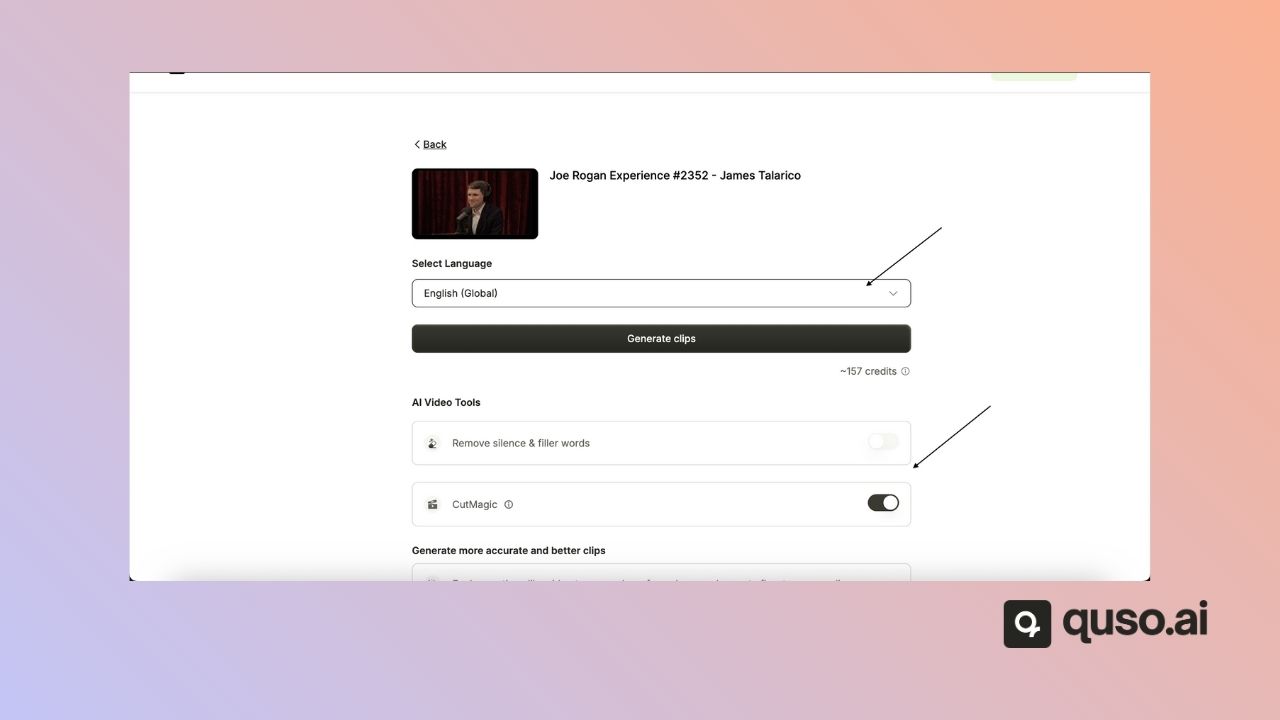 Back
Joe Rogan Experience #2352 - James Talarico
Select Language
English (Global)
Generate clips
~157 credits
AI Video Tools
Remove silence & filler words
CutMagic
Generate more accurate and better clips
quso.ai